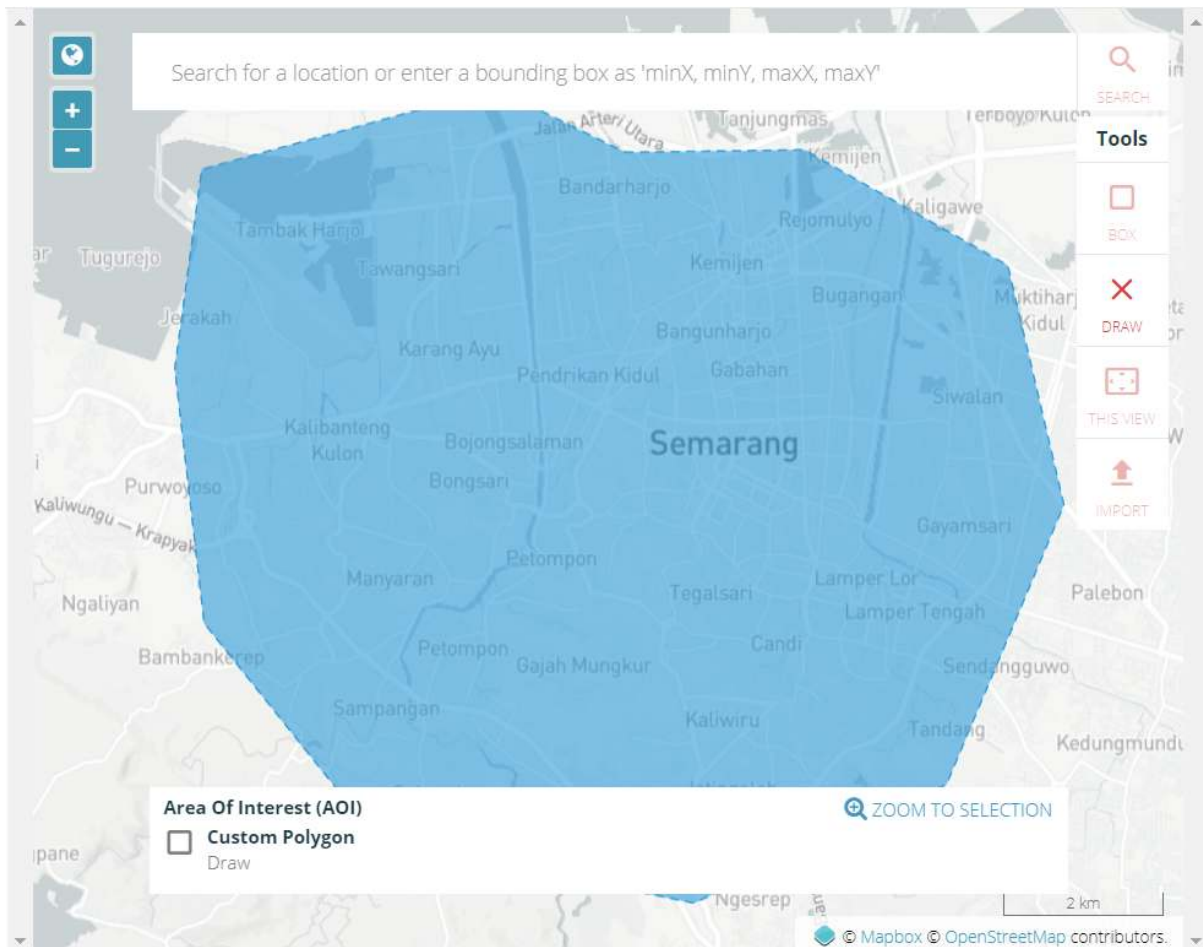 Search for a location or enter a bounding box as 'minX, minY, maxX, maxY'
SEARCH
Tools
BOX
DRAW
THIS VIEW
IMPORT
+
−
Jalan Arteri Utara
Tanjungmas
Terboyo Kulon
Kemijen
Bandarharjo
Kaligawe
Rejomulyo
Tambak Harjo
Tugurejo
Tawangsari
Kemijen
Bugangan
Muktiharj
Kidul
Jerakah
Bangunharjo
Karang Ayu
Pendrikan Kidul
Gabahan
Siwalan
Kalibanteng
Kulon
Bojongsalaman
Semarang
Bongsari
Purwoyoso
Kaliwungu — Krapyak
Gayamsari
Petompon
Manyaran
Lamper Lor
Tegalsari
Palebon
Ngaliyan
Lamper Tengah
Petompon
Candi
Bambankerep
Gajah Mungkur
Sendangguwo
Sampangan
Kaliwiru
Tandang
Kedungmundu
Area Of Interest (AOI)
ZOOM TO SELECTION
Custom Polygon
Draw
Ngesrep
2 km
© Mapbox © OpenStreetMap contributors.